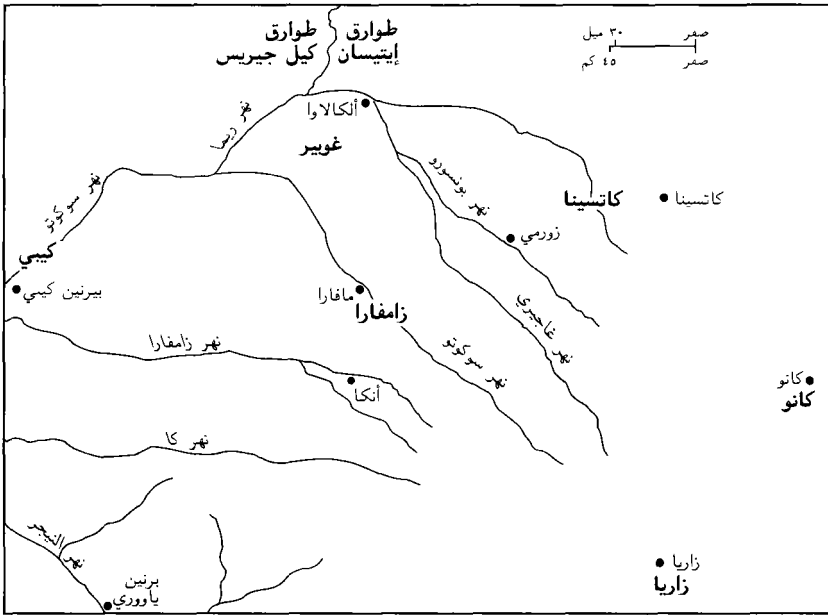 طوارق
كيل جيريس
طوارق
إيتيسان
صفر ٣٠ ميل
صفر ٤٥ كم
ألكالاوا
نهر ريما
غوبير
نهر بونسورو
كاتسينا
كاتسينا
نهر سوكوتو
زورمي
كيبي
بيرنين كيبي
مافارا
زامفارا
نهر غاجيري
نهر زامفارا
نهر سوكوتو
أنكا
كانو
كانو
نهر كا
نهر النيجر
برنين
ياووري
زاريا
زاريا